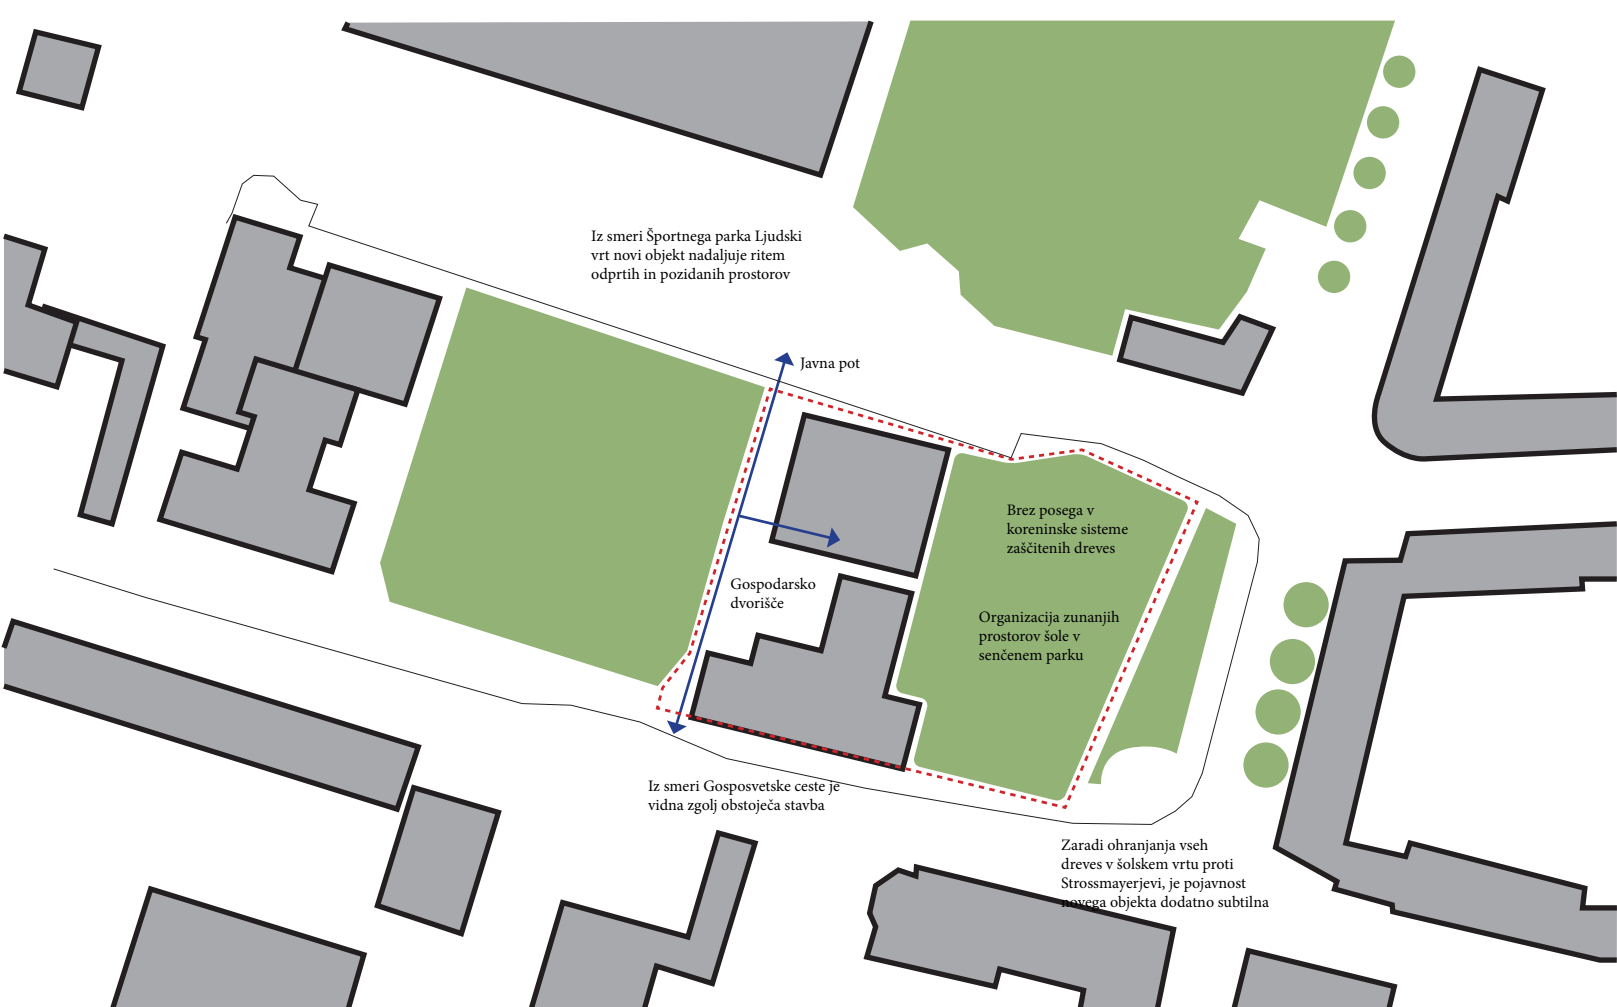 Iz smeri Športnega parka Ljudski
vrt novi objekt nadaljuje ritem
odprtih in pozidanih prostorov
Javna pot
Brez posega v
koreninske sisteme
zaščitenih dreves
Gospodarsko
dvorišče
Organizacija zunanjih
prostorov šole v
senčenem parku
Iz smeri Gosposvetske ceste je
vidna zgolj obstoječa stavba
Zaradi ohranjanja vseh
dreves v šolskem vrtu proti
Strossmayerjevi, je pojavnost
novega objekta dodatno subtilna